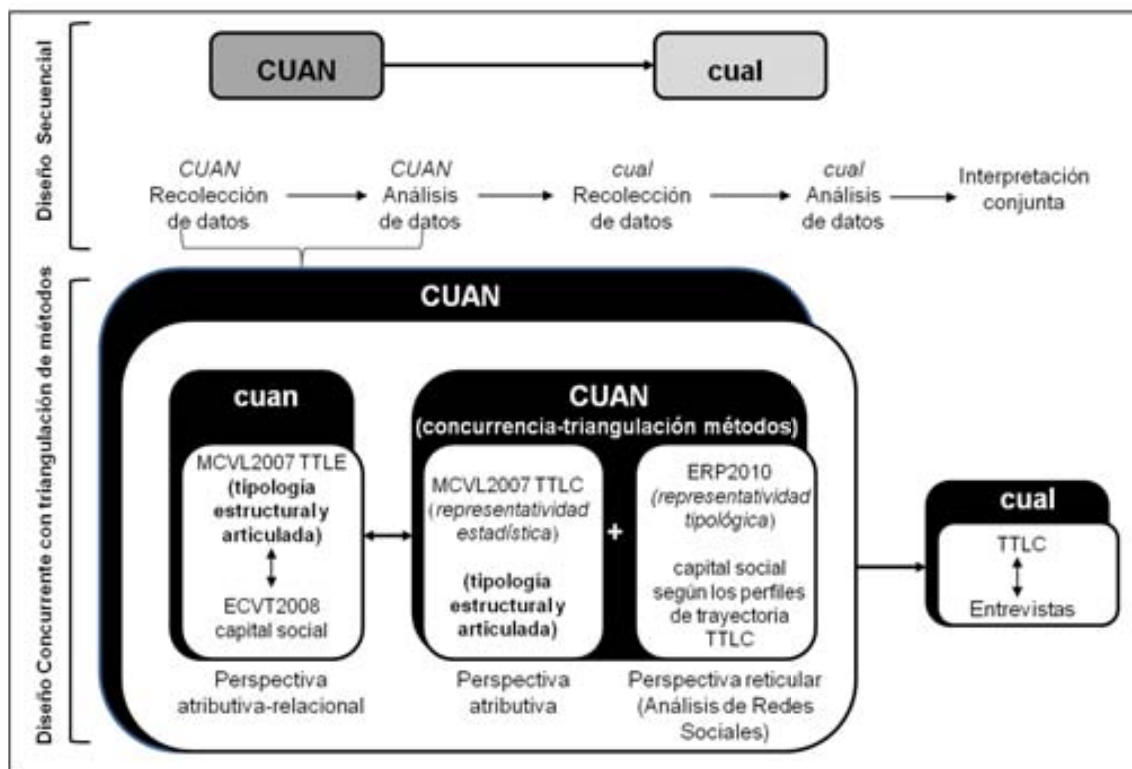 Diseño Secuencial
CUAN
cual
CUAN
Recolección
de datos
CUAN
Análisis
de datos
cual
Recolección
de datos
cual
Análisis
de datos
Interpretación
conjunta
Diseño Concurrente con triangulación de métodos
CUAN
cuan
MCVL2007 TTLE
(tipología
estructural y
articulada)
ECVT2008
capital social
Perspectiva
atributiva-relacional
CUAN
(concurrencia-triangulación métodos)
MCVL2007 TTLC
(representatividad
estadística)
(tipología
estructural y
articulada)
Perspectiva
atributiva
+
ERP2010
(representatividad
tipológica)
capital social
según los perfiles
de trayectoria
TTLC
Perspectiva reticular
(Análisis de Redes
Sociales)
cual
TTLC
Entrevistas